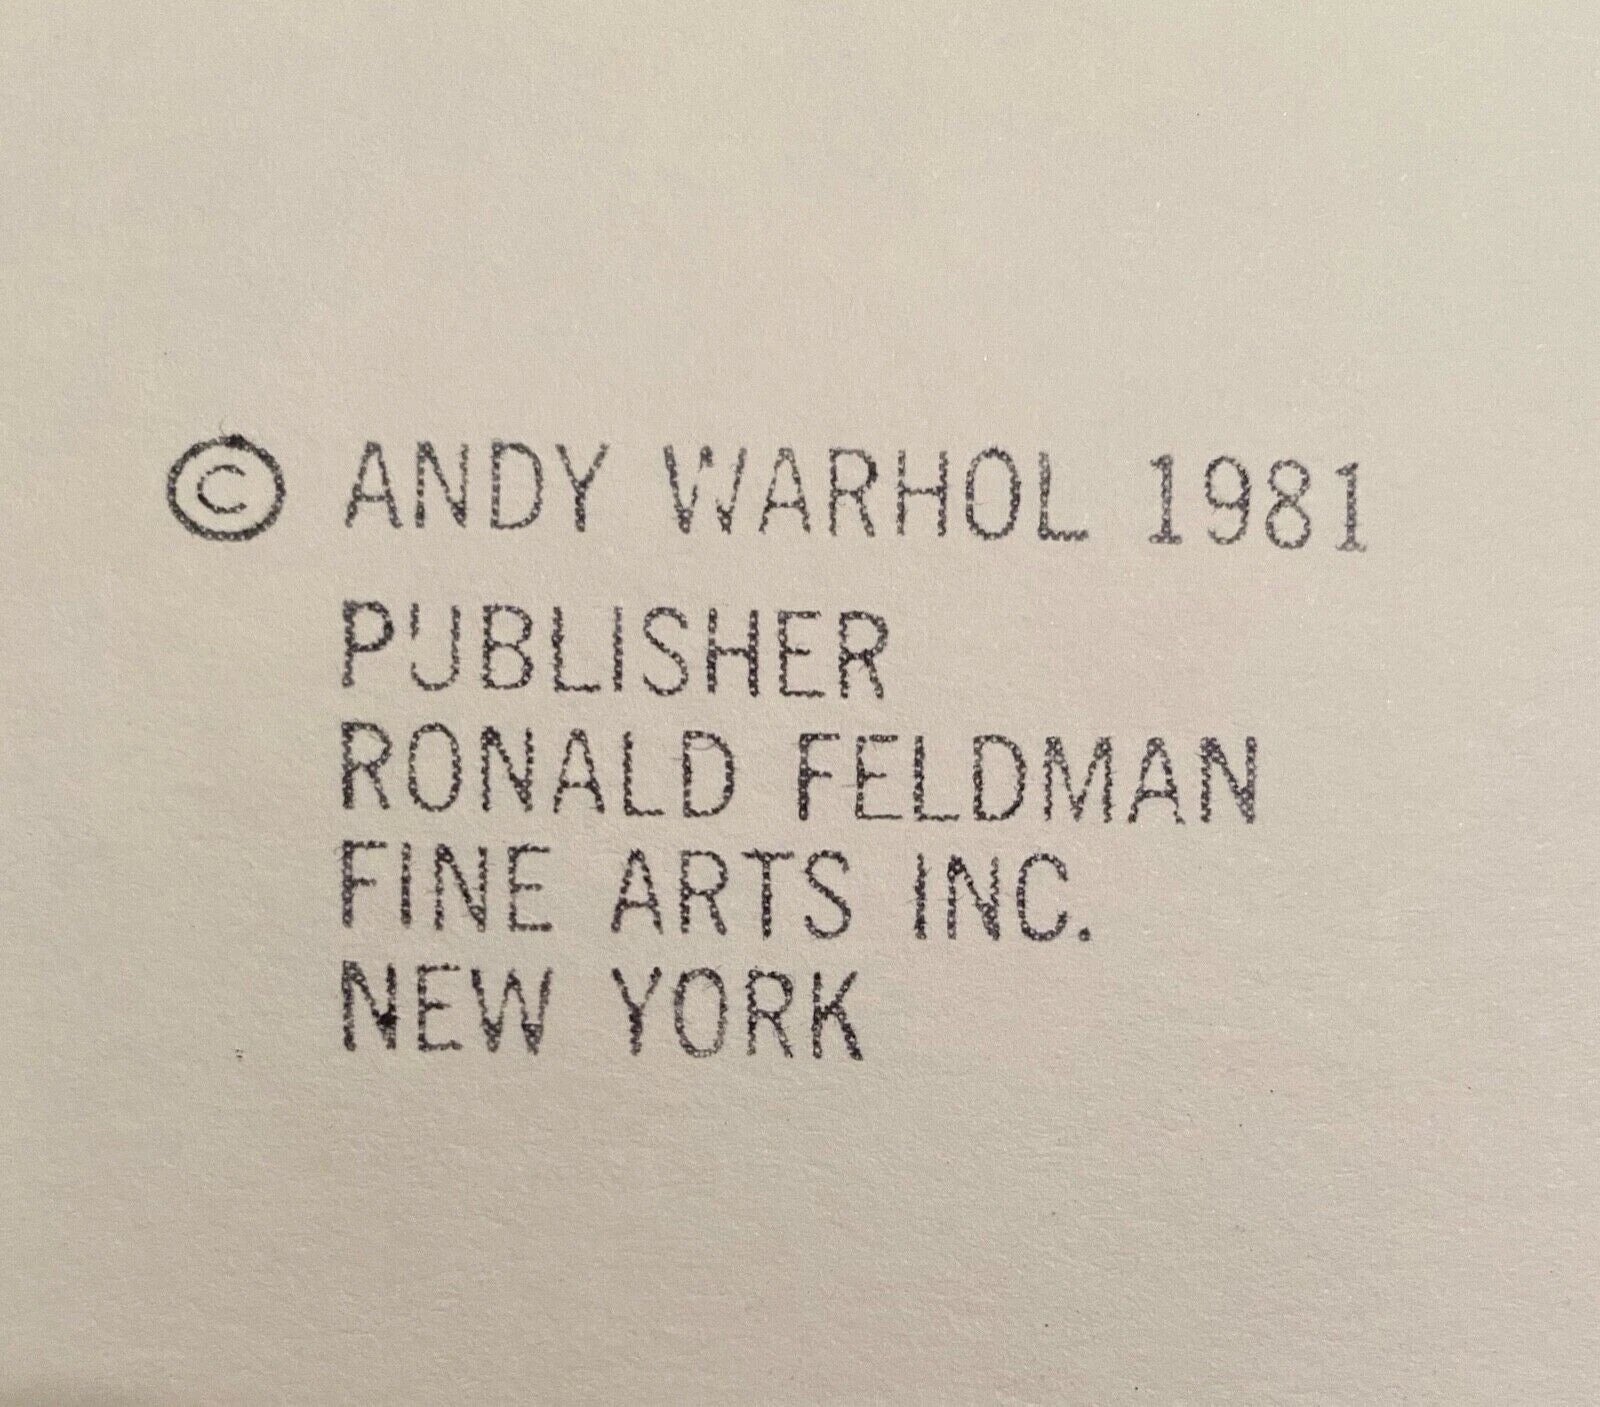 © ANDY WARHOL 1981
PUBLISHER
RONALD FELDMAN
FINE ARTS INC.
NEW YORK